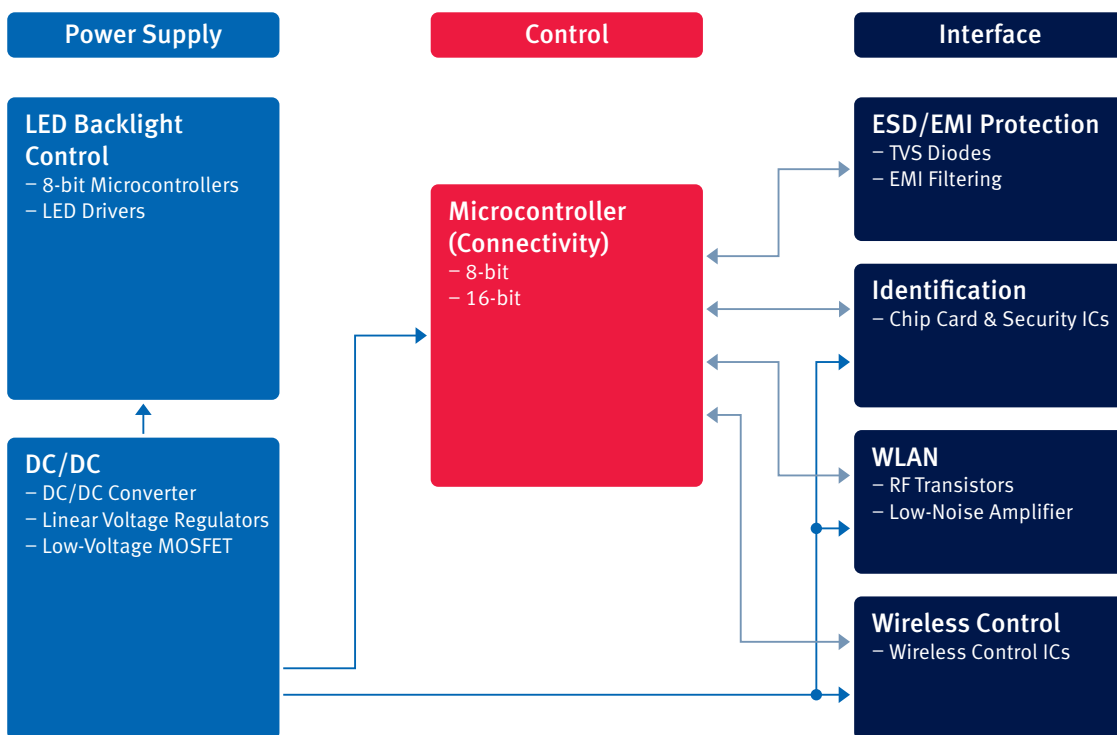 Power Supply
Control
Interface
LED Backlight
Control
– 8-bit Microcontrollers
– LED Drivers
DC/DC
– DC/DC Converter
– Linear Voltage Regulators
– Low-Voltage MOSFET
Microcontroller
(Connectivity)
– 8-bit
– 16-bit
ESD/EMI Protection
– TVS Diodes
– EMI Filtering
Identification
– Chip Card & Security ICs
WLAN
– RF Transistors
– Low-Noise Amplifier
Wireless Control
– Wireless Control ICs